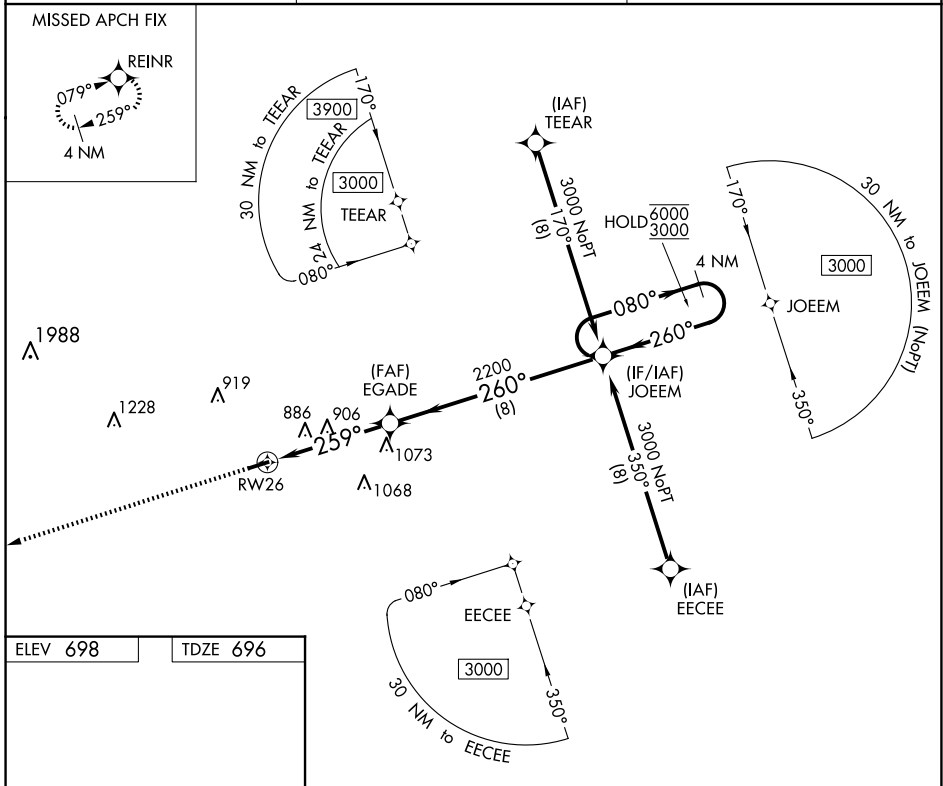 MISSED APCH FIX
REINR
079°
259°
4 NM
30 NM to TEEAR
3900
170°
24 NM to TEEAR
3000
TEEAR
080°
(IAF)
TEEAR
3000 NoPT
170°
(8)
HOLD 6000
3000
4 NM
080°
260°
170°
30 NM to JOEEM (NoPT)
3000
JOEEM
350°
(IF/IAF)
JOEEM
1988
919
1228
886
906
(FAF)
EGADE
2200
260°
(8)
259°
1073
1068
RW26
3000 NoPT
350°
(8)
(IAF)
EECEE
080°
EECEE
3000
350°
30 NM to EECEE
ELEV 698
TDZE 696